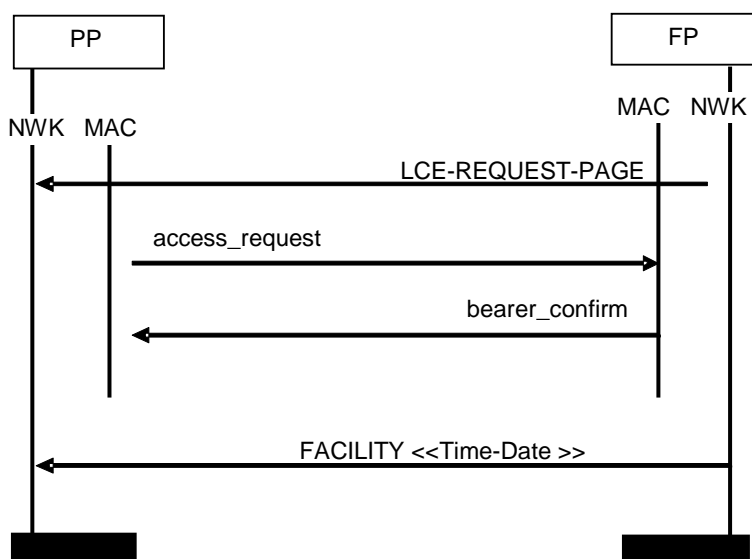 PP
FP
NWK MAC
MAC NWK
LCE-REQUEST-PAGE
access_request
bearer_confirm
FACILITY <<Time-Date >>